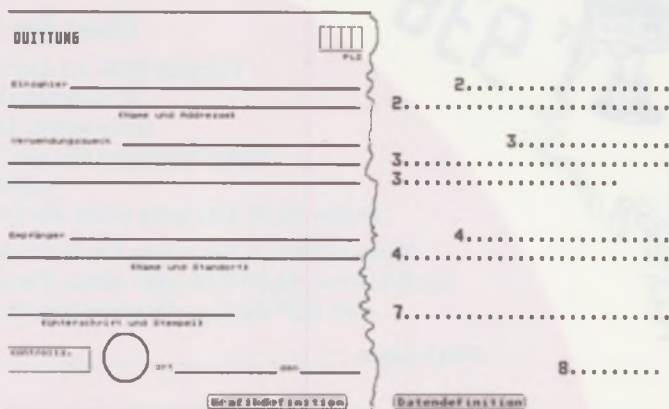 QUITTUNG
PLZ
Einzahler 2..........................
2................................
(Name und Addresse)
Verwendungszweck 3....................
3................................
3.........................
Empfänger 4..........................
4................................
(Name und Standort)
7................................
(Unterschrift und Stempel)
Kontrollz.
ort den 8.........
Grafikdefinition Datendefinition